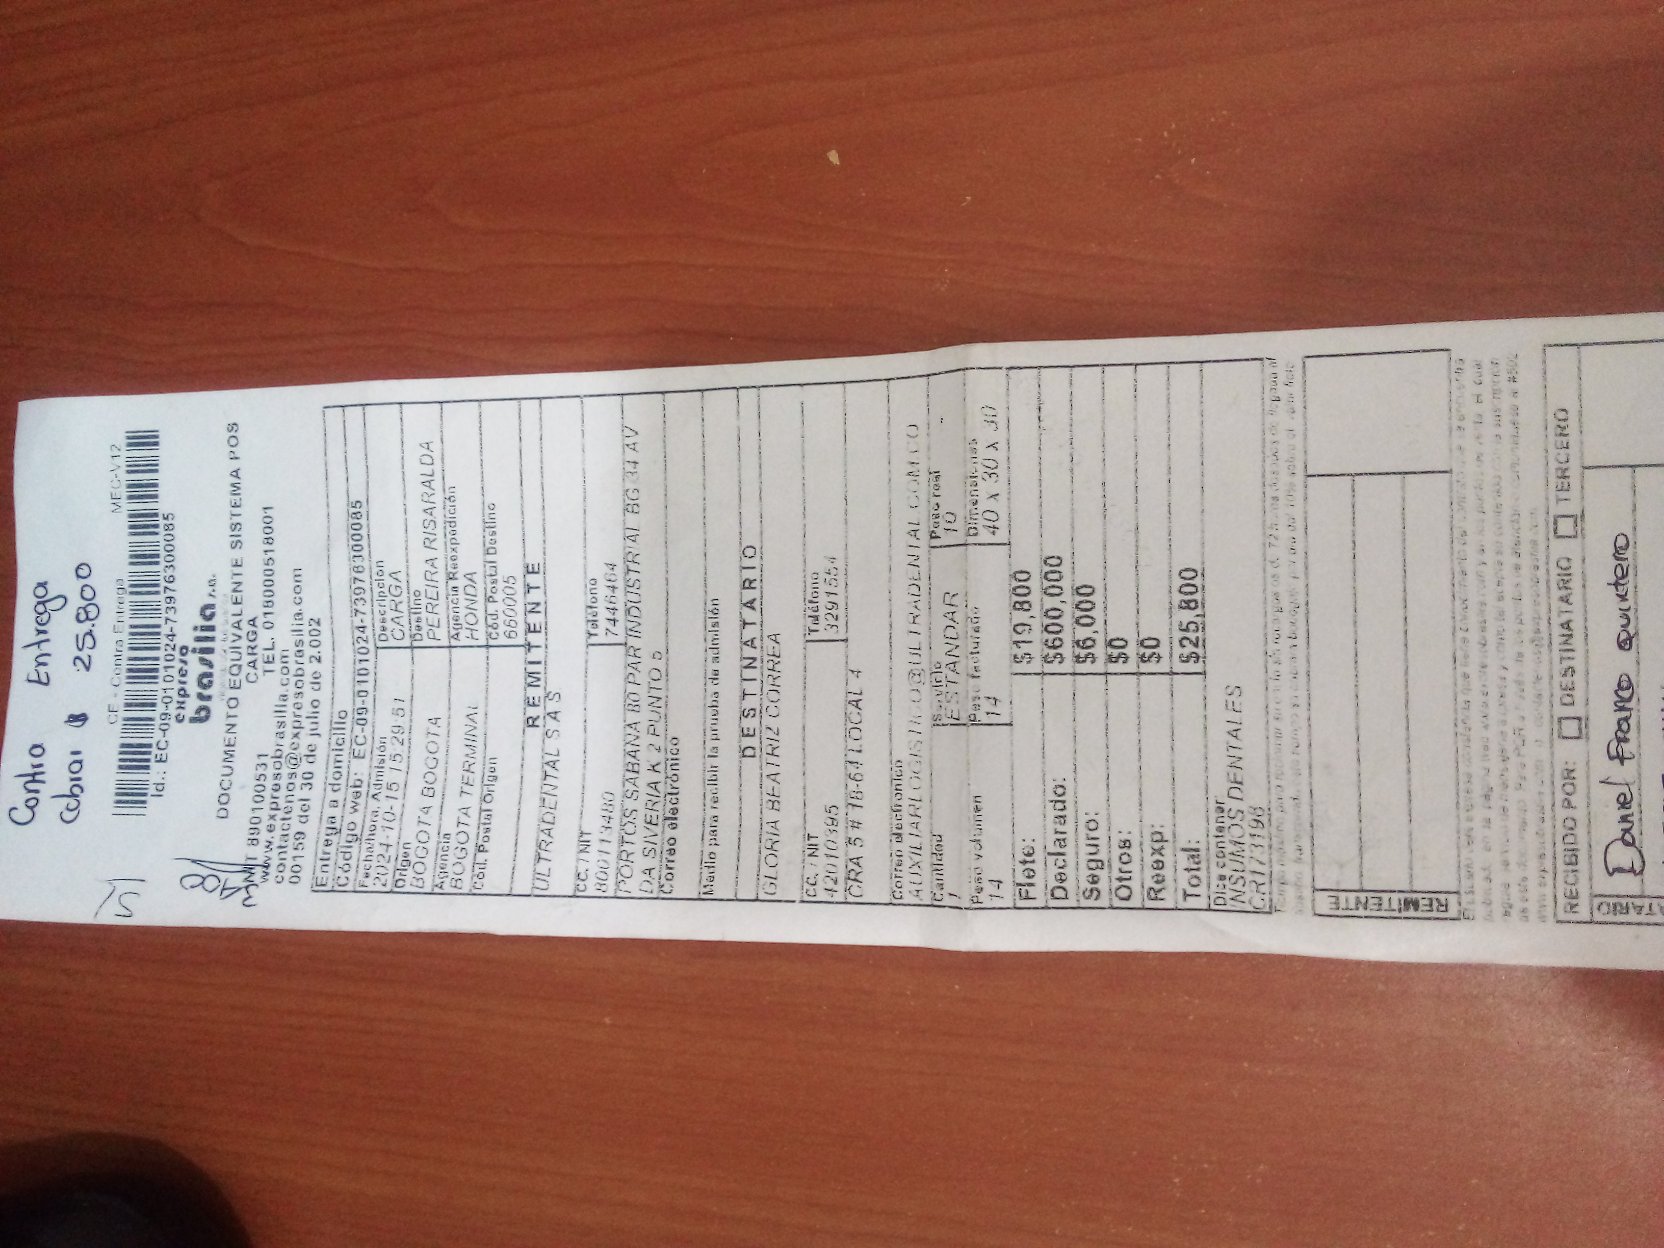 Contra Entrega
Cobrar $ 25.800
CE - Contra Entrega MEC-V12
Id.: EC-09-0101024-73976300085
expreso
brasilia s.a.
DOCUMENTO EQUIVALENTE SISTEMA POS
CARGA
NIT 890100531 TEL. 018000518001
www.expresobrasilia.com
contactenos@expresobrasilia.com
00159 del 30 de julio de 2.002
Entrega a domicilio
Código web: EC-09-0101024-73976300085
Fecha/hora Admisión Descripción
2024-10-15 15:29:51 CARGA
Origen Destino
BOGOTA BOGOTA PEREIRA RISARALDA
Agencia Agencia Reexpedición
BOGOTA TERMINAL HONDA
Cód. Postal Origen Cód. Postal Destino
660005
REMITENTE
ULTRADENTAL SAS
CC. / NIT Teléfono
800113480 7446464
PORTOS SABANA 80 PAR INDUSTRIAL BG 34 AV
DA SIVERIA K 2 PUNTO 5
Correo electrónico
Medio para recibir la prueba de admisión
DESTINATARIO
GLORIA BEATRIZ CORREA
CC. / NIT Teléfono
42110395 3291554
CRA 5 # 18-64 LOCAL 4
Correo electrónico
Cantidad Servicio Peso real
1 ESTANDAR 10
Peso volumen Peso facturado Dimensiones
14 14 40 x 30 x 30
Flete: $19,800
Declarado: $600,000
Seguro: $6,000
Otros: $0
Reexp: $0
Total: $25,800
Dice contener
INSUMOS DENTALES
CR1173198
REMITENTE
RECIBIDO POR: DESTINATARIO TERCERO
Daniel Franco Quintero